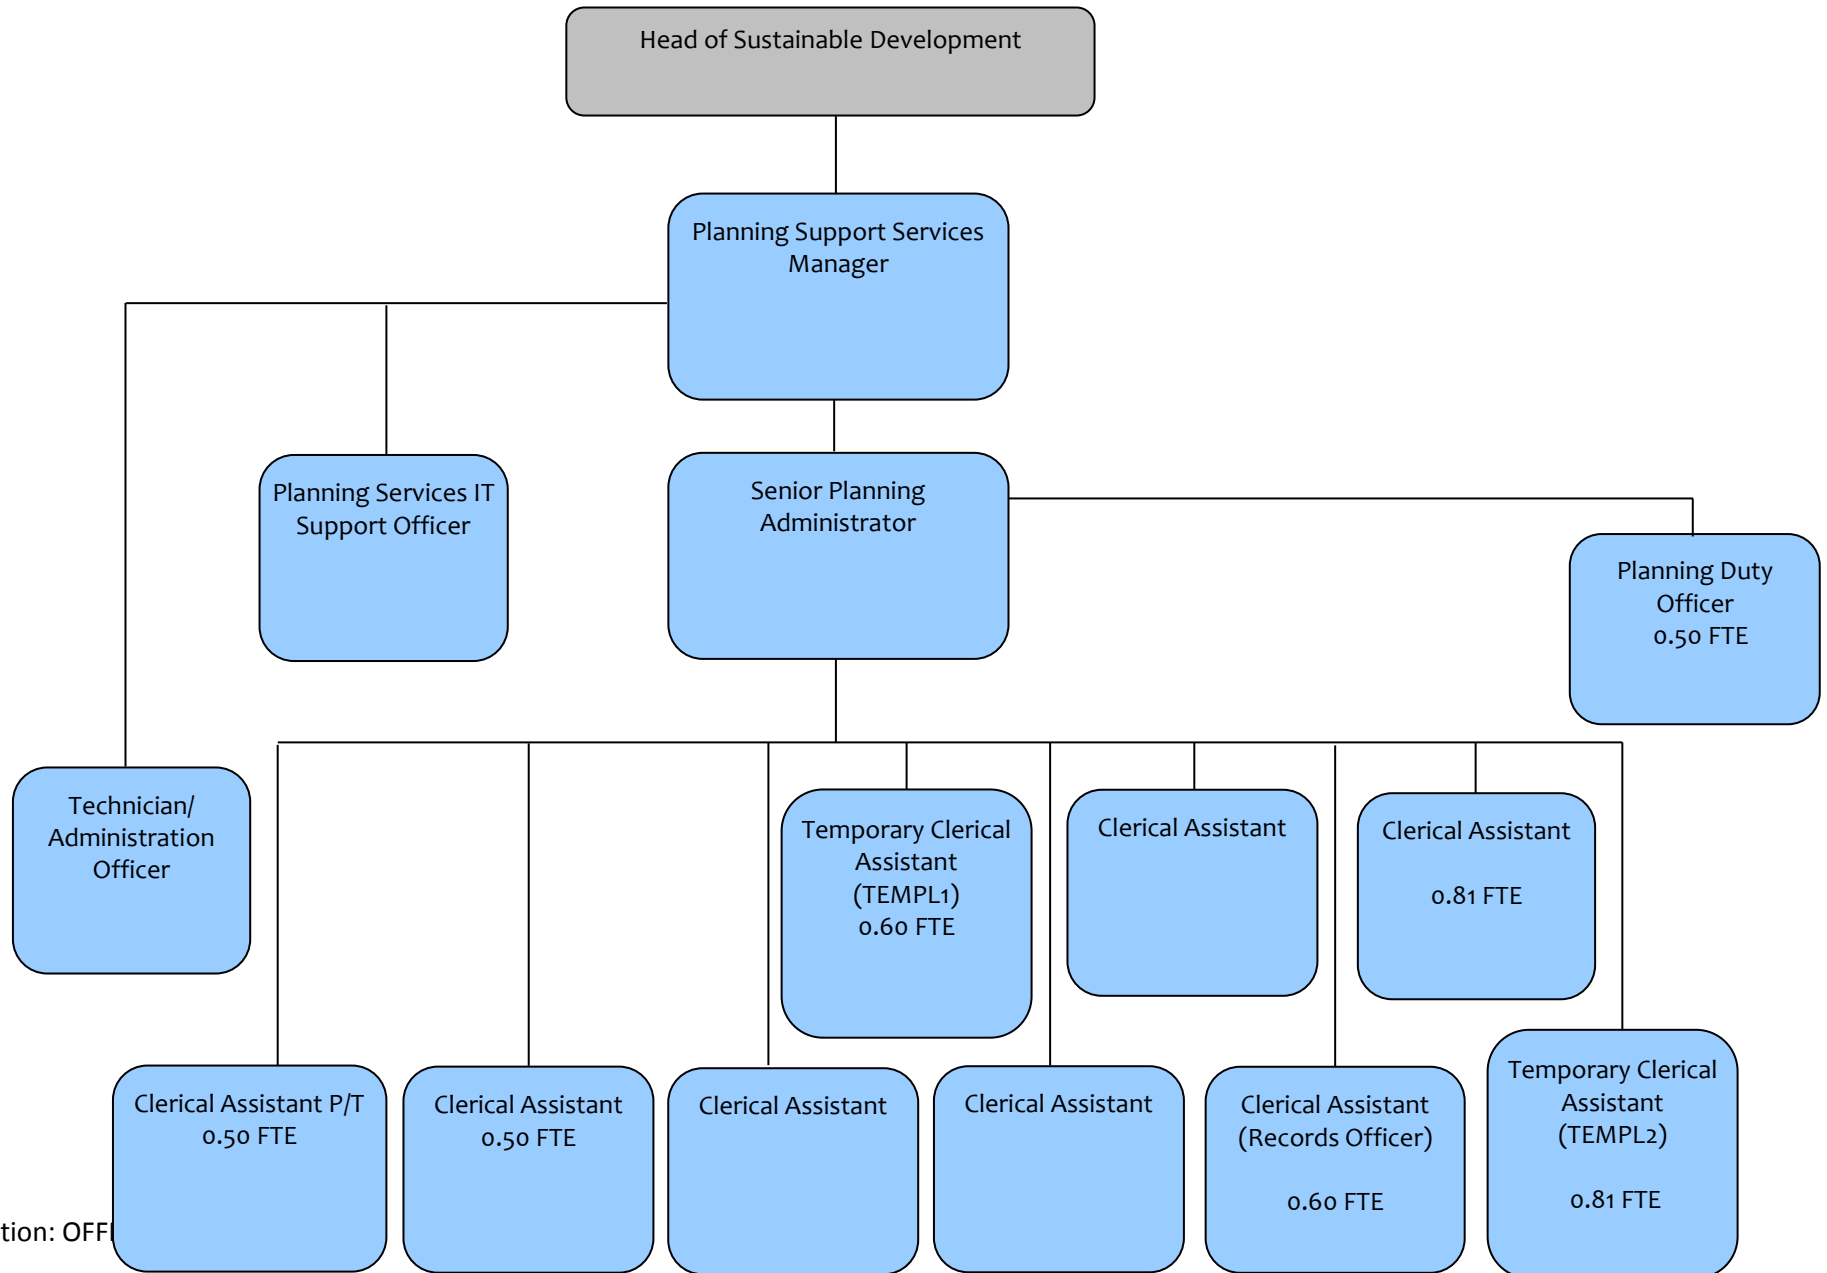 Head of Sustainable Development
Planning Support Services
Manager
Planning Services IT
Support Officer
Senior Planning
Administrator
Planning Duty
Officer
0.50 FTE
Technician/
Administration
Officer
Temporary Clerical
Assistant
(TEMPL1)
0.60 FTE
Clerical Assistant
Clerical Assistant
0.81 FTE
Clerical Assistant P/T
0.50 FTE
Clerical Assistant
0.50 FTE
Clerical Assistant
Clerical Assistant
Clerical Assistant
(Records Officer)
0.60 FTE
Temporary Clerical
Assistant
(TEMPL2)
0.81 FTE